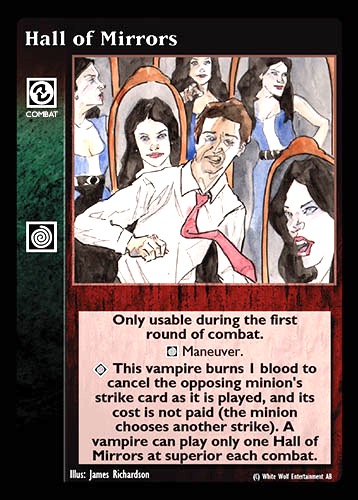 Hall of Mirrors
COMBAT
Only usable during the first
round of combat.
Maneuver.
This vampire burns 1 blood to
cancel the opposing minion's
strike card as it is played, and its
cost is not paid (the minion
chooses another strike). A
vampire can play only one Hall of
Mirrors at superior each combat.
Illus: James Richardson
(C) White Wolf Entertainment AB